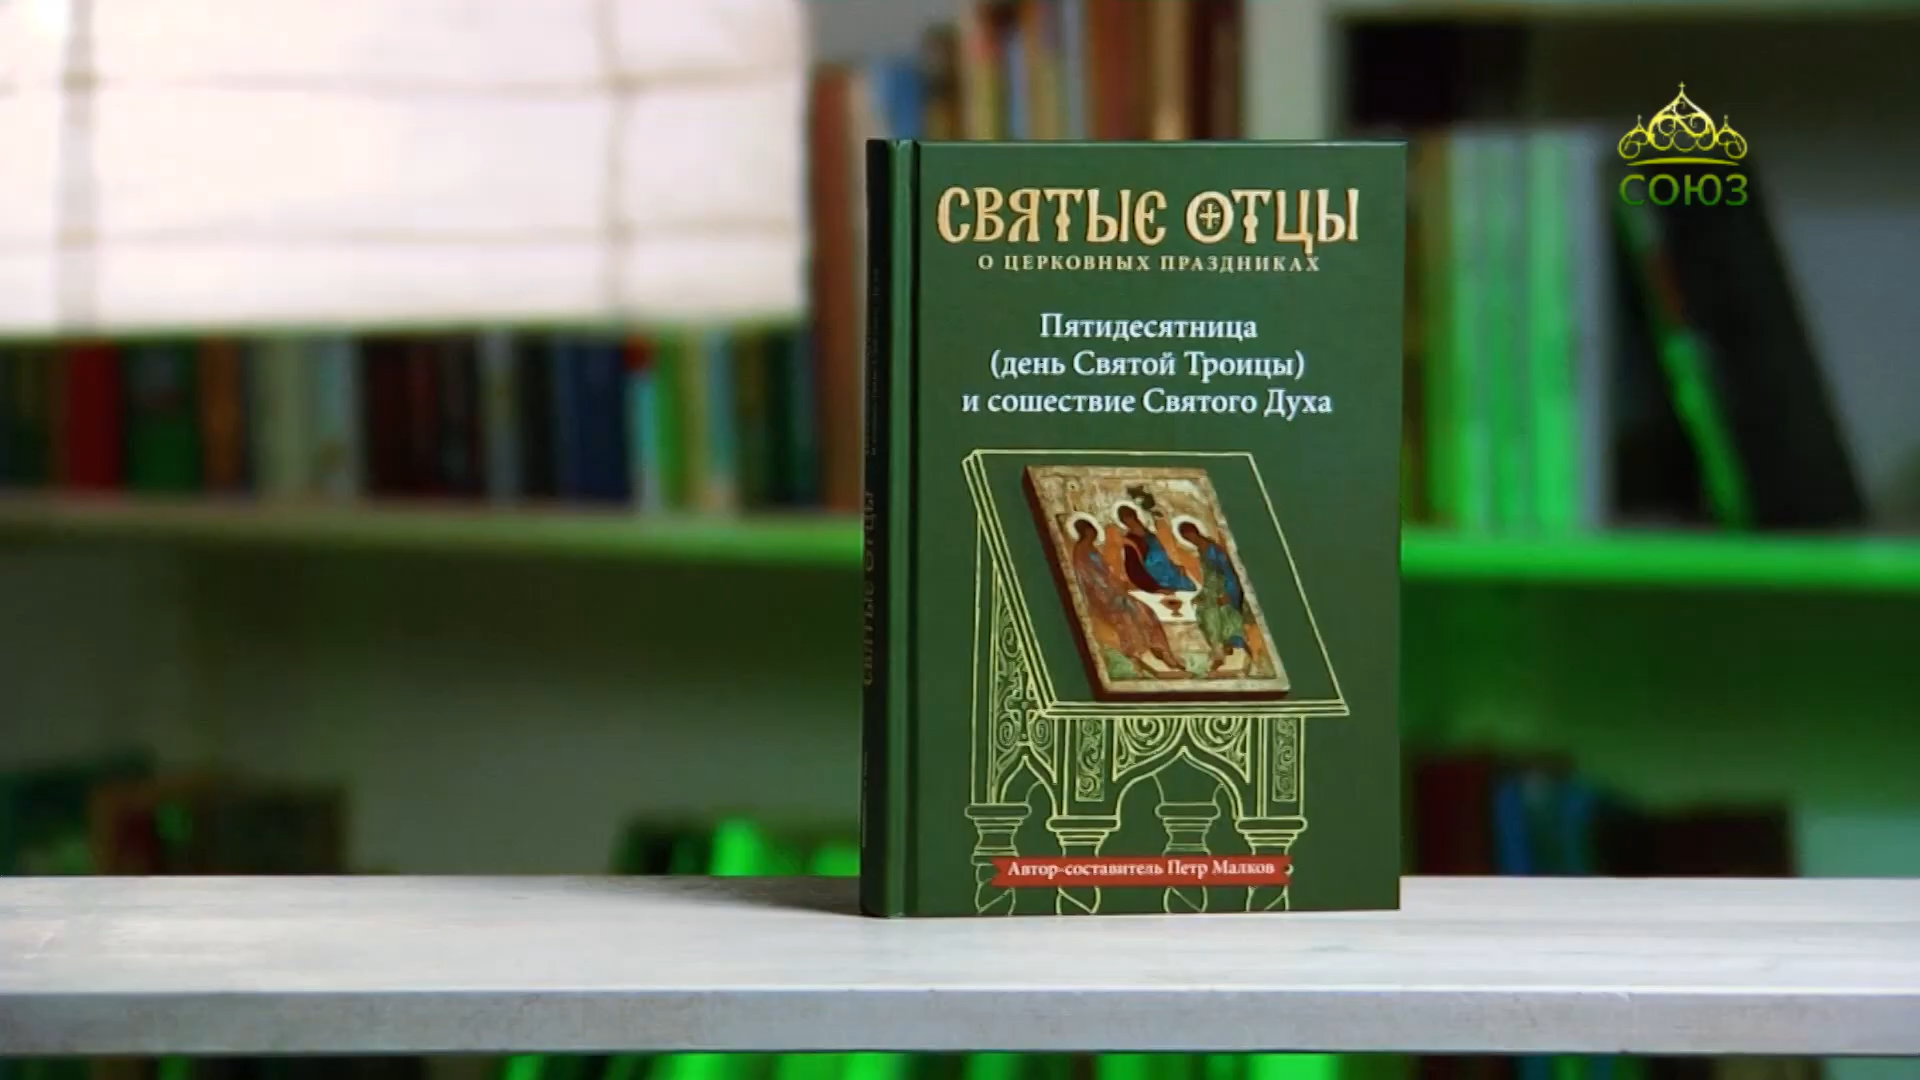 СОЮЗ
СВЯТЫЕ ОТЦЫ
О ЦЕРКОВНЫХ ПРАЗДНИКАХ
Пятидесятница
(день Святой Троицы)
и сошествие Святого Духа
Автор-составитель Петр Малков
СВЯТЫЕ ОТЦЫ